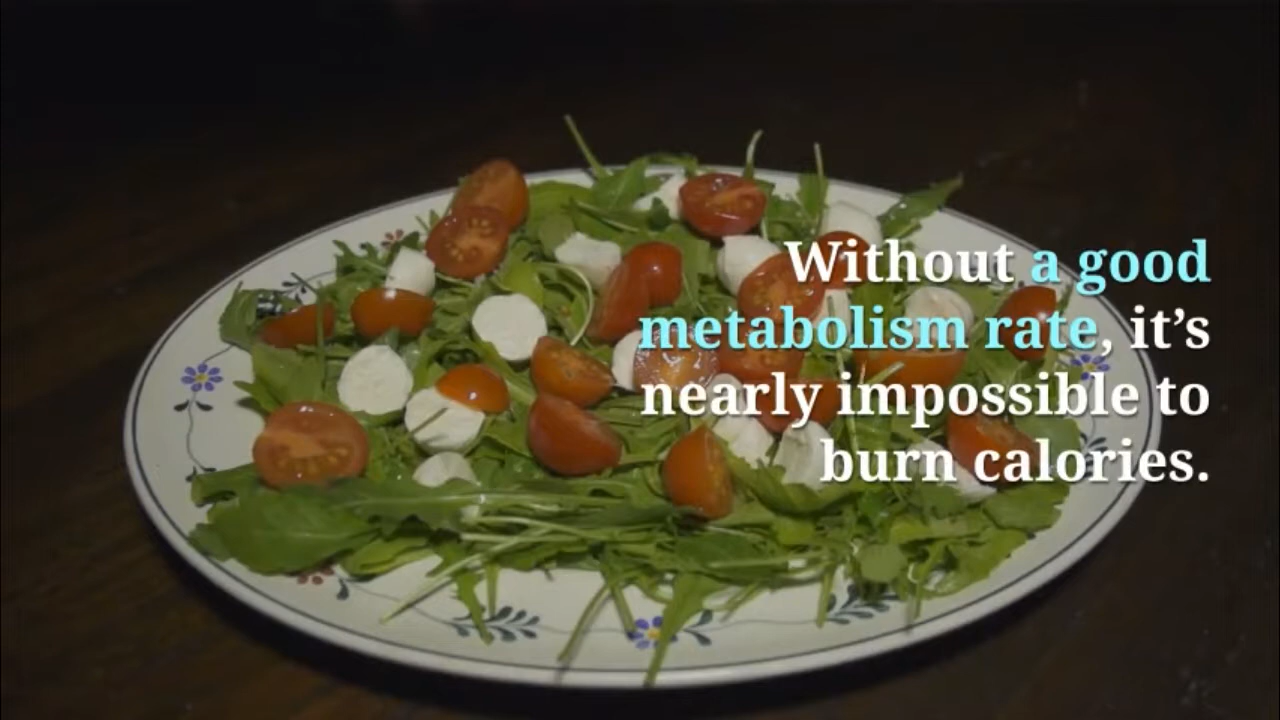 Without a good
metabolism rate, it’s
nearly impossible to
burn calories.